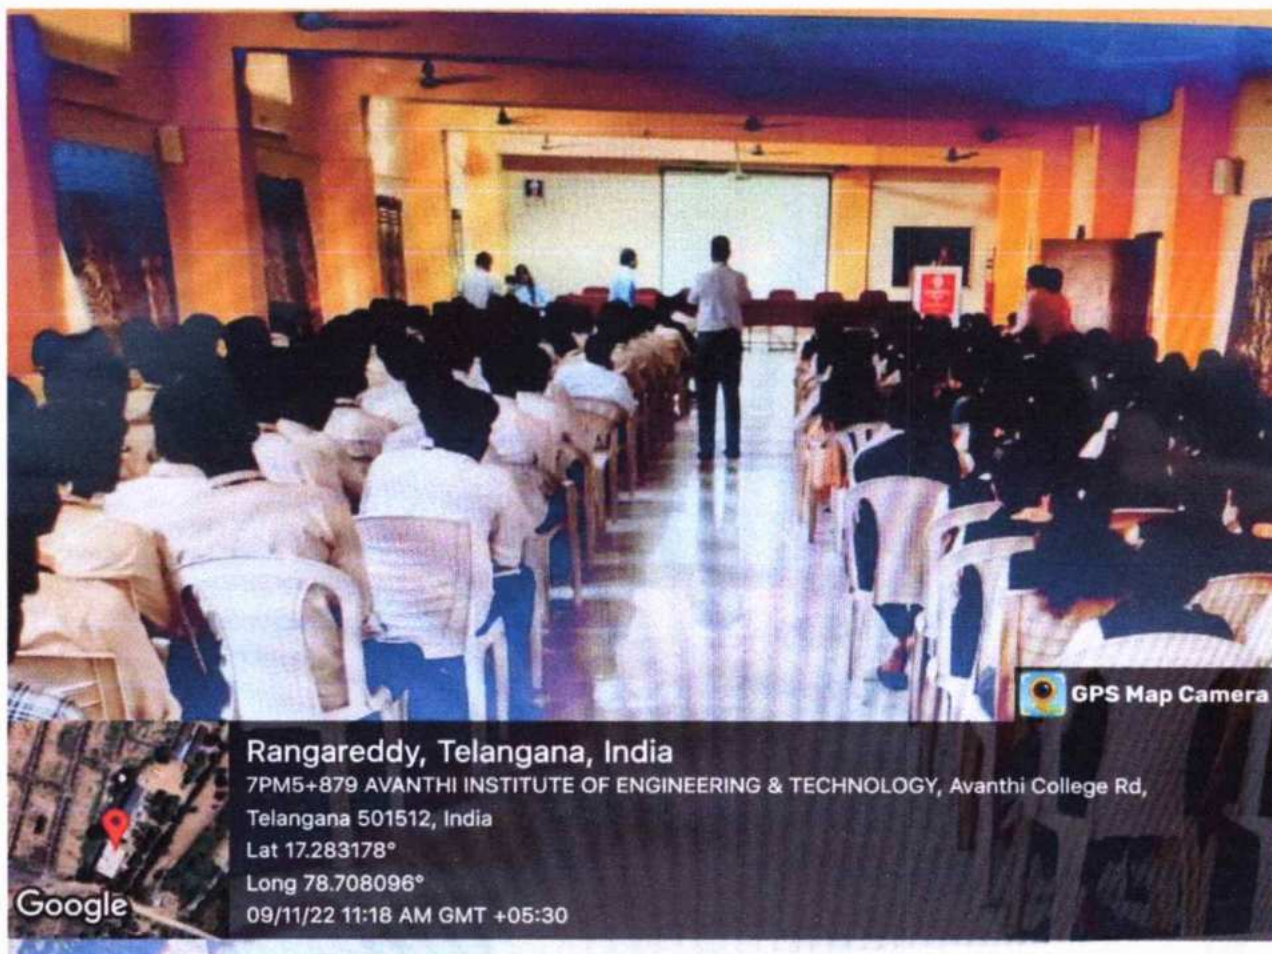 GPS Map Camera
Rangareddy, Telangana, India
7PM5+879 AVANTHI INSTITUTE OF ENGINEERING & TECHNOLOGY, Avanthi College Rd,
Telangana 501512, India
Lat 17.283178°
Long 78.708096°
09/11/22 11:18 AM GMT +05:30
Google